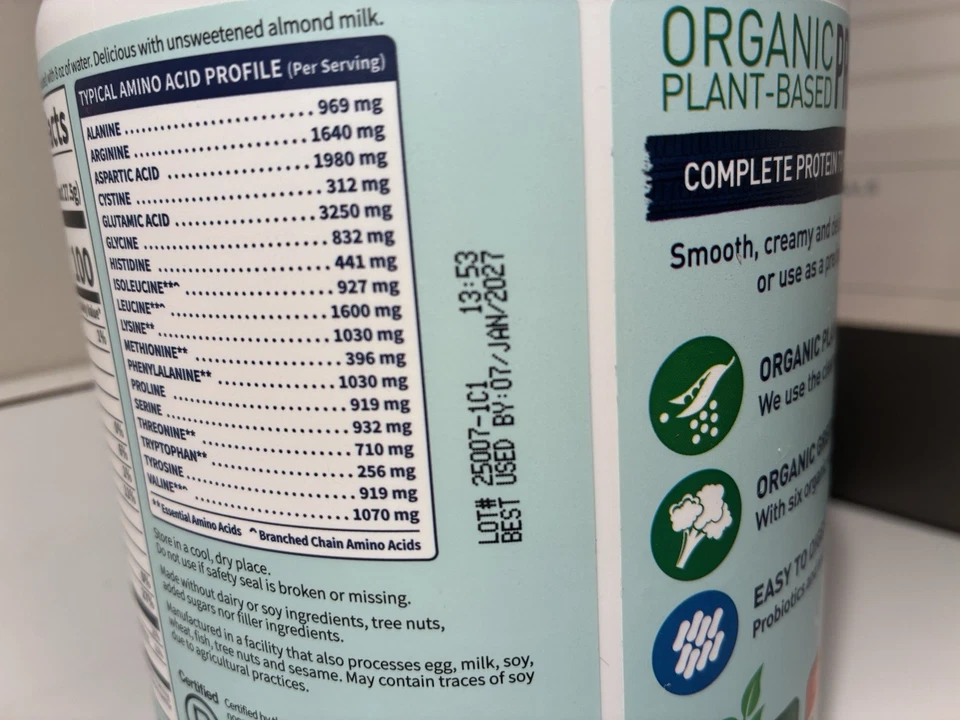 with 8 oz of water. Delicious with unsweetened almond milk.
TYPICAL AMINO ACID PROFILE (Per Serving)
ALANINE 969 mg
ARGININE 1640 mg
ASPARTIC ACID 1980 mg
CYSTINE 312 mg
GLUTAMIC ACID 3250 mg
GLYCINE 832 mg
HISTIDINE 441 mg
ISOLEUCINE**^ 927 mg
LEUCINE**^ 1600 mg
LYSINE** 1030 mg
METHIONINE** 396 mg
PHENYLALANINE** 1030 mg
PROLINE 919 mg
SERINE 932 mg
THREONINE** 710 mg
TRYPTOPHAN** 256 mg
TYROSINE 919 mg
VALINE**^ 1070 mg
** Essential Amino Acids ^ Branched Chain Amino Acids
Store in a cool, dry place.
Do not use if safety seal is broken or missing.
Made without dairy or soy ingredients, tree nuts,
added sugars nor filler ingredients.
Manufactured in a facility that also processes egg, milk, soy,
wheat, fish, tree nuts and sesame. May contain traces of soy
due to agricultural practices.
Certified
Certified by
LOT# 25007-1C1 13:53
BEST USED BY:07/JAN/2027
ORGANIC
PLANT-BASED
COMPLETE PROTEIN
Smooth, creamy and
or use as a
ORGANIC
We use the
ORGANIC
With six
EASY TO
Probiotics